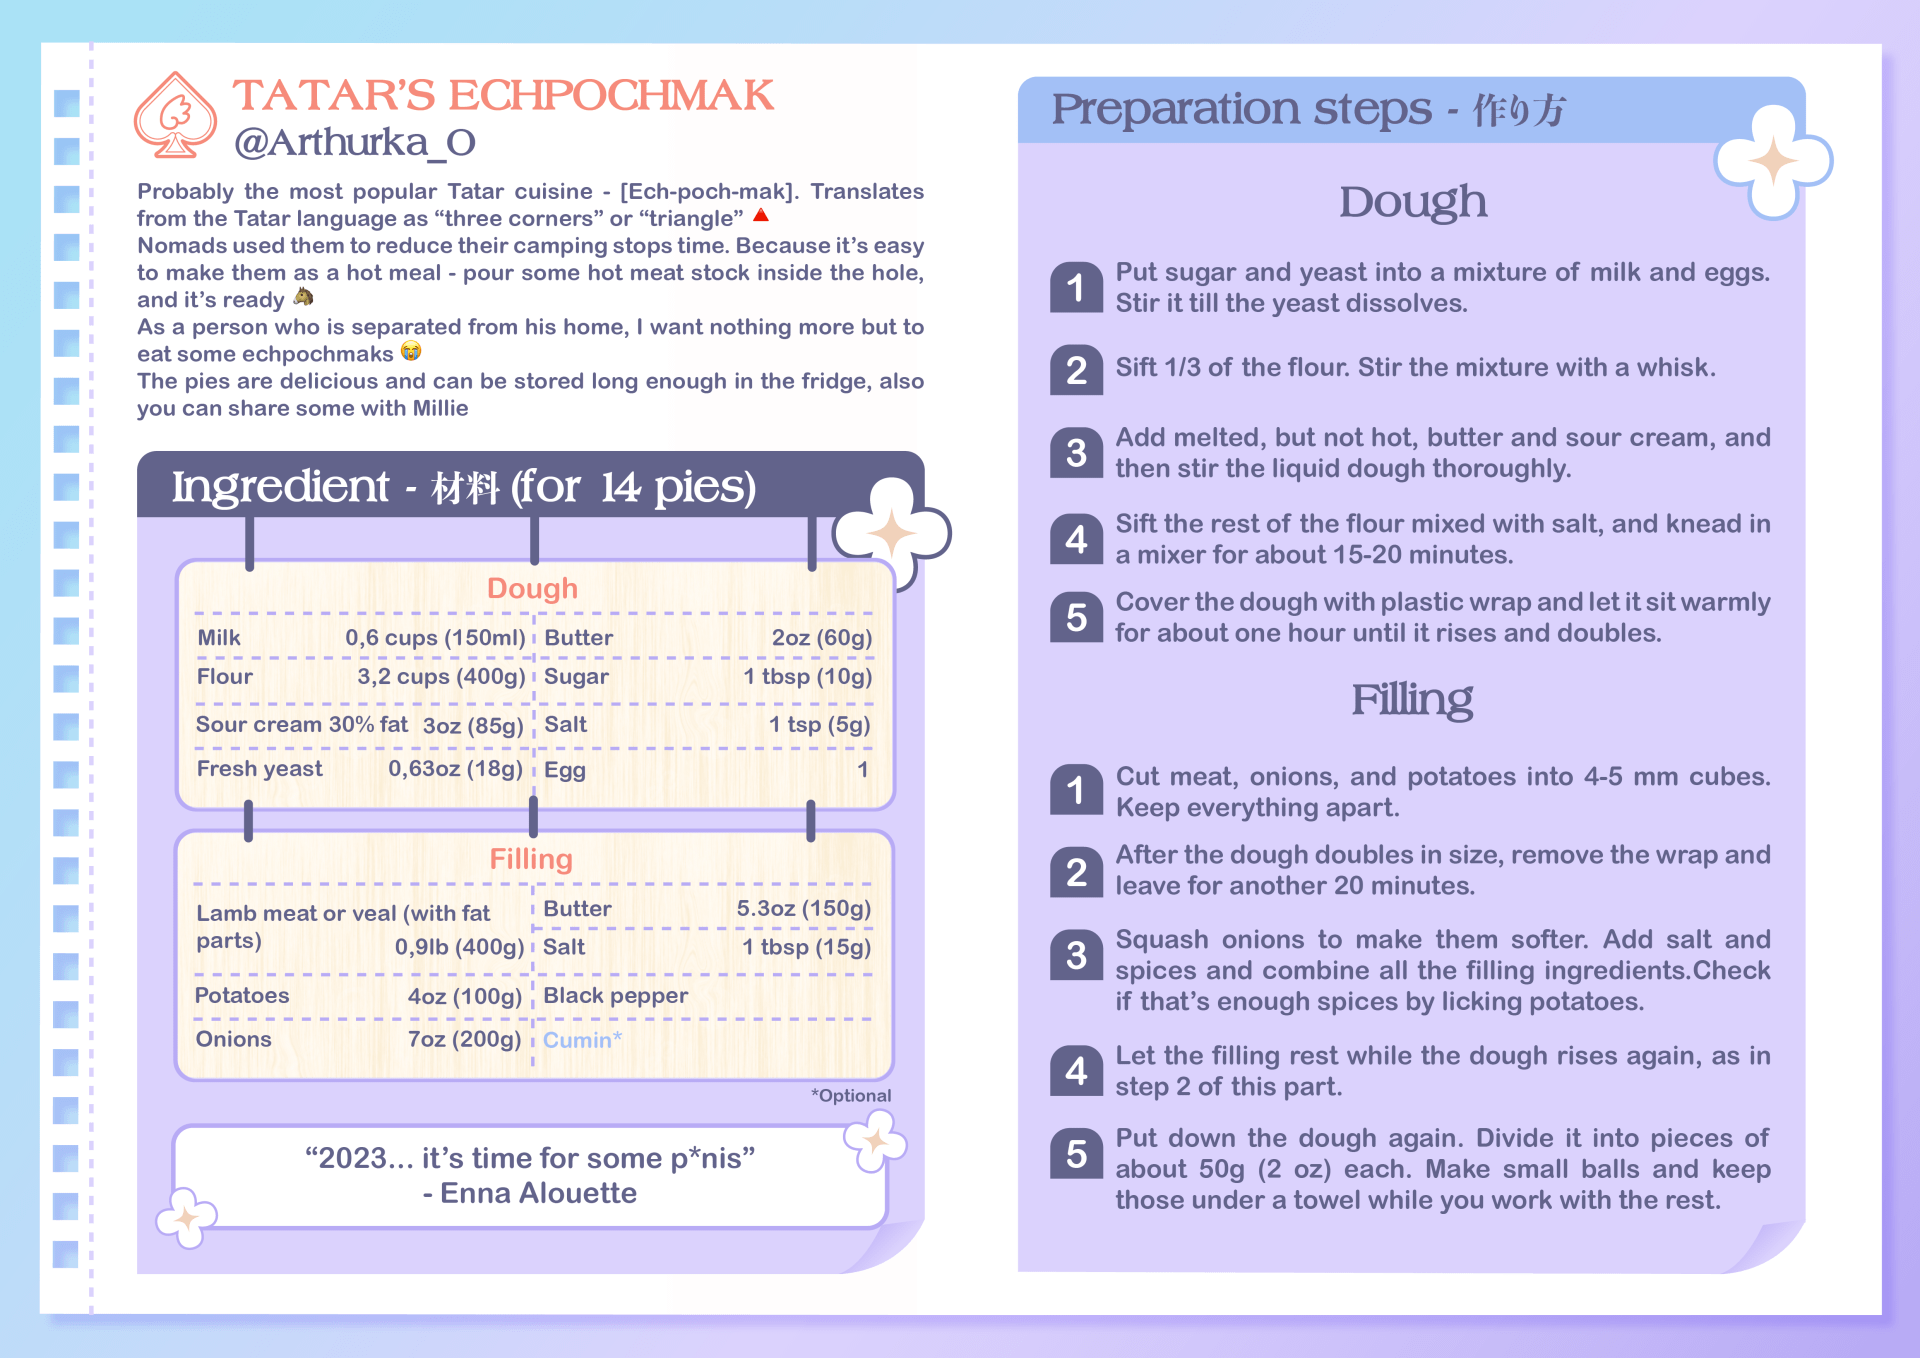 TATAR'S ECHPOCHMAK
@Arthurka_O
Probably the most popular Tatar cuisine - [Ech-poch-mak]. Translates
from the Tatar language as “three corners” or “triangle” 🔺
Nomads used them to reduce their camping stops time. Because it’s easy
to make them as a hot meal - pour some hot meat stock inside the hole,
and it’s ready 🐴
As a person who is separated from his home, I want nothing more but to
eat some echpochmaks 😭
The pies are delicious and can be stored long enough in the fridge, also
you can share some with Millie
Ingredient - 材料 (for 14 pies)
Dough
Milk 0,6 cups (150ml)
Butter 2oz (60g)
Flour 3,2 cups (400g)
Sugar 1 tbsp (10g)
Sour cream 30% fat 3oz (85g)
Salt 1 tsp (5g)
Fresh yeast 0,63oz (18g)
Egg 1
Filling
Lamb meat or veal (with fat
parts) 0,9lb (400g)
Butter 5.3oz (150g)
Salt 1 tbsp (15g)
Potatoes 4oz (100g)
Black pepper
Onions 7oz (200g)
Cumin*
*Optional
“2023... it’s time for some p*nis”
- Enna Alouette
Preparation steps - 作り方
Dough
1 Put sugar and yeast into a mixture of milk and eggs.
Stir it till the yeast dissolves.
2 Sift 1/3 of the flour. Stir the mixture with a whisk.
3 Add melted, but not hot, butter and sour cream, and
then stir the liquid dough thoroughly.
4 Sift the rest of the flour mixed with salt, and knead in
a mixer for about 15-20 minutes.
5 Cover the dough with plastic wrap and let it sit warmly
for about one hour until it rises and doubles.
Filling
1 Cut meat, onions, and potatoes into 4-5 mm cubes.
Keep everything apart.
2 After the dough doubles in size, remove the wrap and
leave for another 20 minutes.
3 Squash onions to make them softer. Add salt and
spices and combine all the filling ingredients.Check
if that’s enough spices by licking potatoes.
4 Let the filling rest while the dough rises again, as in
step 2 of this part.
5 Put down the dough again. Divide it into pieces of
about 50g (2 oz) each. Make small balls and keep
those under a towel while you work with the rest.